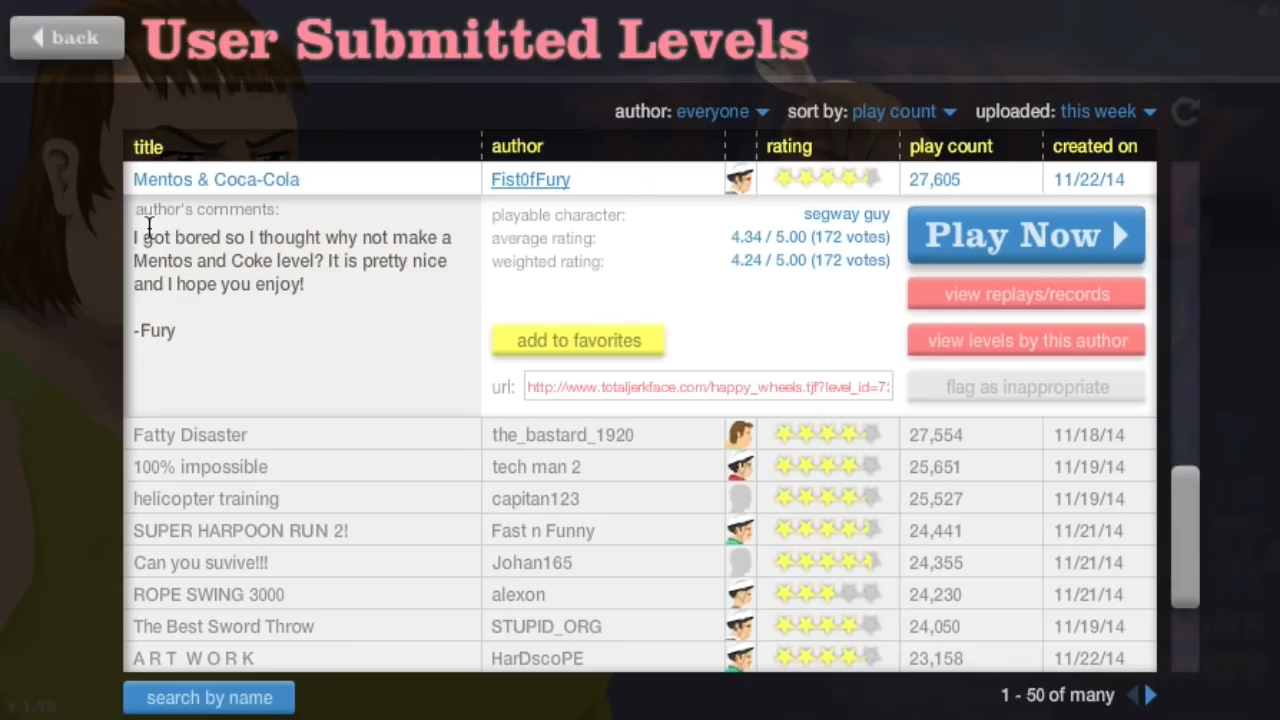 back
User Submitted Levels
author: everyone sort by: play count uploaded: this week
title author rating play count created on
Mentos & Coca-Cola Fist0fFury 27,605 11/22/14
author's comments:
I got bored so I thought why not make a
Mentos and Coke level? It is pretty nice
and I hope you enjoy!
-Fury
playable character: segway guy
average rating: 4.34 / 5.00 (172 votes)
weighted rating: 4.24 / 5.00 (172 votes)
add to favorites
url: http://www.totaljerkface.com/happy_wheels.tjf?level_id=7
Play Now
view replays/records
view levels by this author
flag as inappropriate
Fatty Disaster the_bastard_1920 27,554 11/18/14
100% impossible tech man 2 25,651 11/19/14
helicopter training capitan123 25,527 11/19/14
SUPER HARPOON RUN 2! Fast n Funny 24,441 11/21/14
Can you suvive!!! Johan165 24,355 11/21/14
ROPE SWING 3000 alexon 24,230 11/21/14
The Best Sword Throw STUPID_ORG 24,050 11/19/14
A R T W O R K HarDscoPE 23,158 11/22/14
search by name
1 - 50 of many
v 1.79